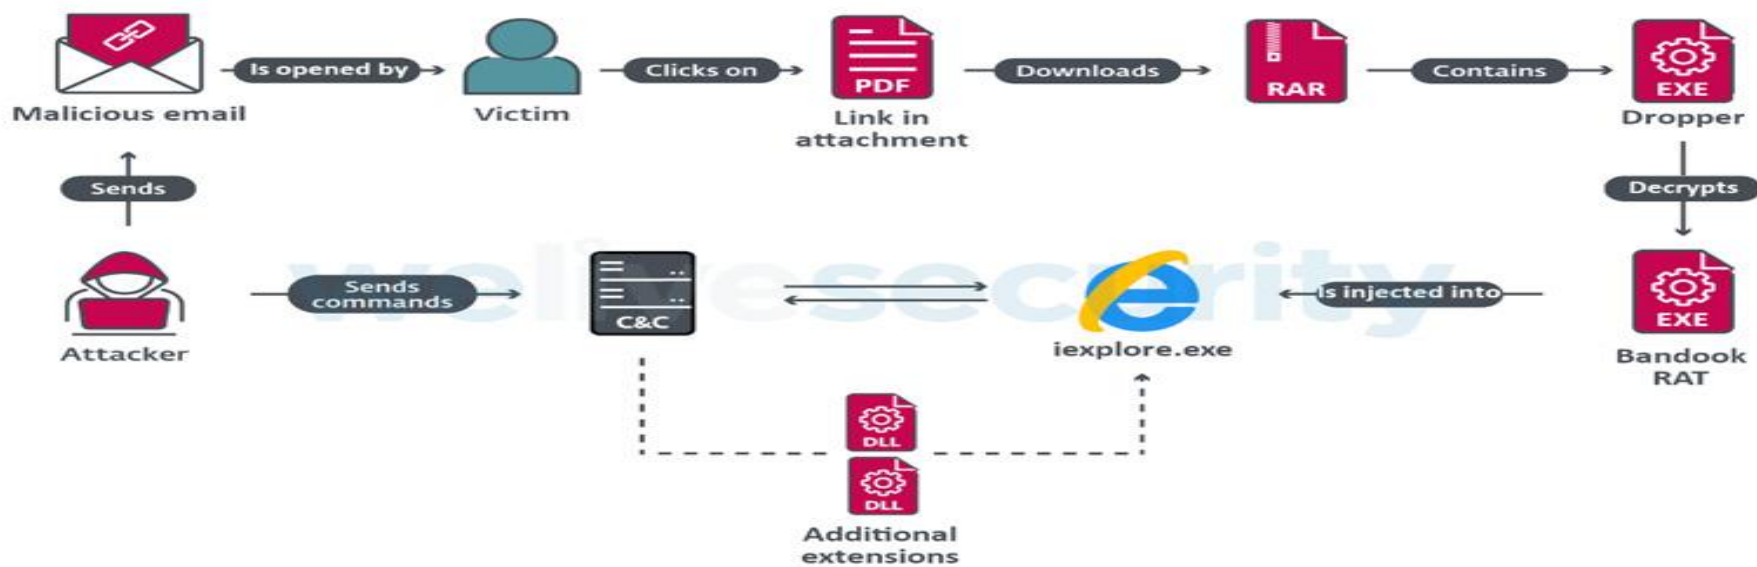 Is opened by
Clicks on
PDF
Downloads
RAR
Contains
EXE
Malicious email
Victim
Link in
attachment
Dropper
Sends
Decrypts
welivesecurity
Sends
commands
C&C
Is injected into
EXE
Attacker
iexplore.exe
Bandook
RAT
DLL
DLL
Additional
extensions